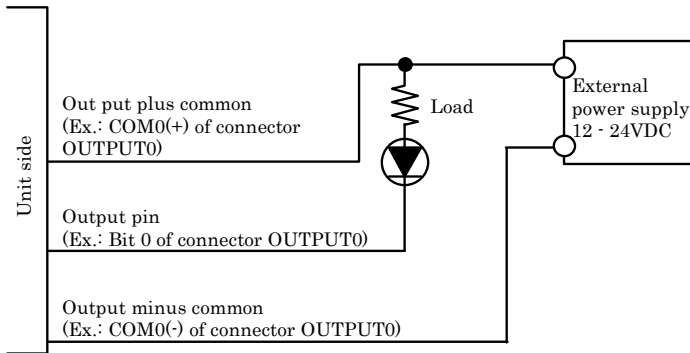 Unit side
Out put plus common
(Ex.: COM0(+) of connector
OUTPUT0)
Load
External
power supply
12 - 24VDC
Output pin
(Ex.: Bit 0 of connector OUTPUT0)
Output minus common
(Ex.: COM0(-) of connector OUTPUT0)